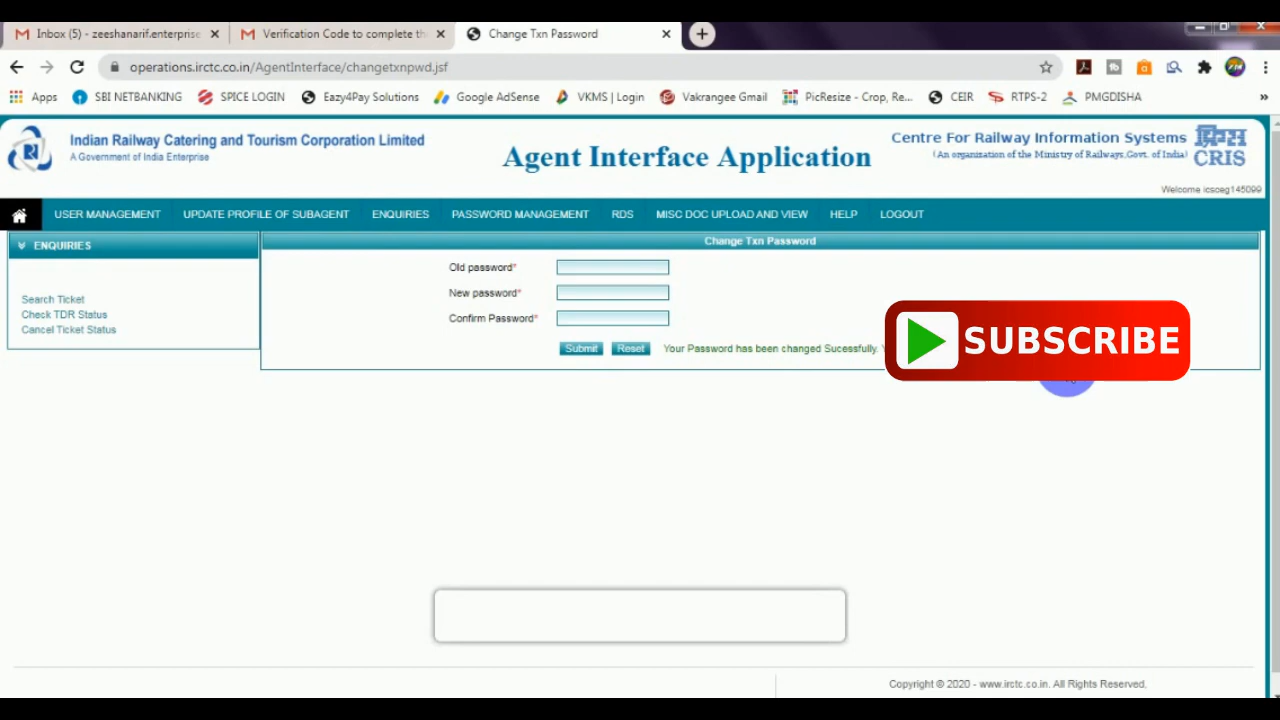 Inbox (5) - zeeshanarif.enterprise
Verification Code to complete th
Change Txn Password
operations.irctc.co.in/AgentInterface/changetxnpwd.jsf
Apps
SBI NETBANKING
SPICE LOGIN
Eazy4Pay Solutions
Google AdSense
VKMS | Login
Vakrangee Gmail
PicResize - Crop, Re...
CEIR
RTPS-2
PMGDISHA
Indian Railway Catering and Tourism Corporation Limited
A Government of India Enterprise
Agent Interface Application
Centre For Railway Information Systems
(An organisation of the Ministry of Railways,Govt. of India)
CRIS
Welcome icsceg145099
USER MANAGEMENT
UPDATE PROFILE OF SUBAGENT
ENQUIRIES
PASSWORD MANAGEMENT
RDS
MISC DOC UPLOAD AND VIEW
HELP
LOGOUT
ENQUIRIES
Search Ticket
Check TDR Status
Cancel Ticket Status
Change Txn Password
Old password*
New password*
Confirm Password*
Submit
Reset
Your Password has been changed Sucessfully.
SUBSCRIBE
Copyright © 2020 - www.irctc.co.in. All Rights Reserved.